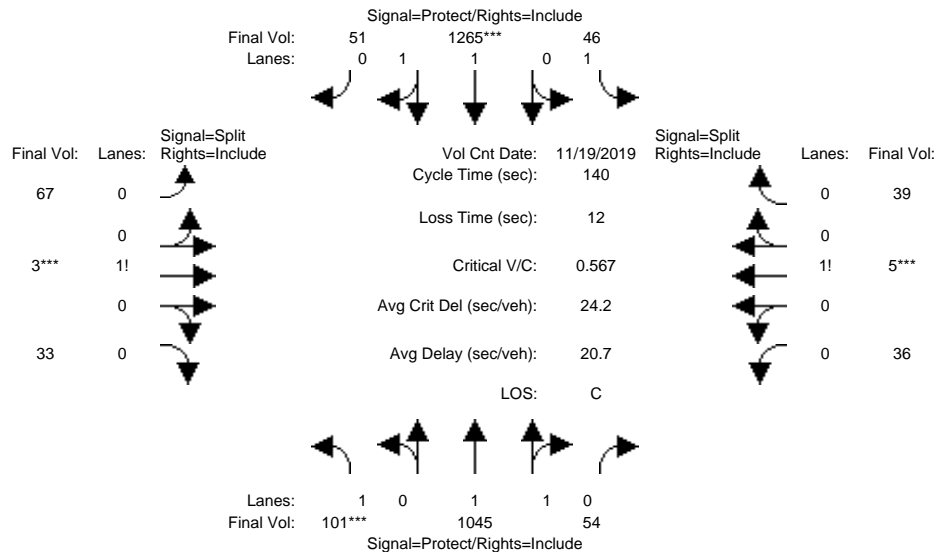 Signal=Protect/Rights=Include
Final Vol: 51 1265*** 46
Lanes: 0 1 1 0 1
Signal=Split Signal=Split
Final Vol: Lanes: Rights=Include Vol Cnt Date: 11/19/2019 Rights=Include Lanes: Final Vol:
Cycle Time (sec): 140
67 0 0 39
Loss Time (sec): 12
0 0
3*** 1! Critical V/C: 0.567 1! 5***
0 Avg Crit Del (sec/veh): 24.2 0
33 0 Avg Delay (sec/veh): 20.7 0 36
LOS: C
Lanes: 1 0 1 1 0
Final Vol: 101*** 1045 54
Signal=Protect/Rights=Include